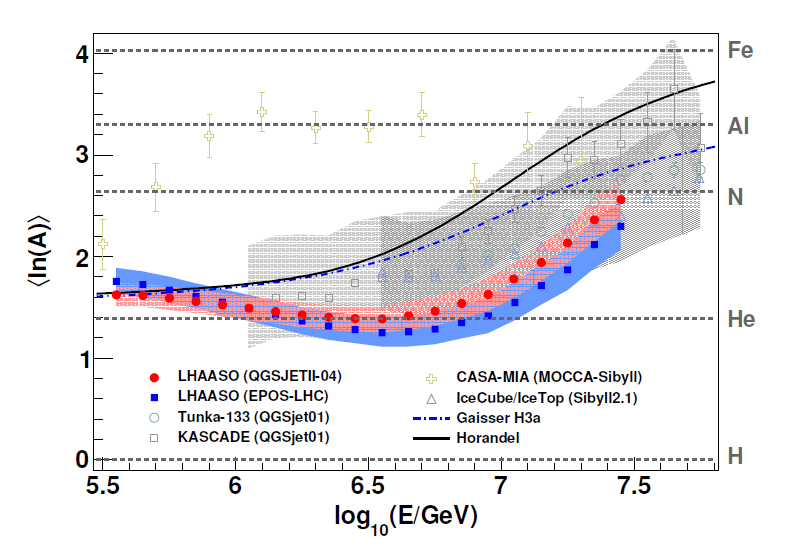 4
3
2
1
0
⟨ln(A)⟩
Fe
Al
N
He
H
LHAASO (QGSJETII-04)
LHAASO (EPOS-LHC)
Tunka-133 (QGSjet01)
KASCADE (QGSjet01)
CASA-MIA (MOCCA-Sibyll)
IceCube/IceTop (Sibyll2.1)
Gaisser H3a
Horandel
5.5 6 6.5 7 7.5
log10(E/GeV)